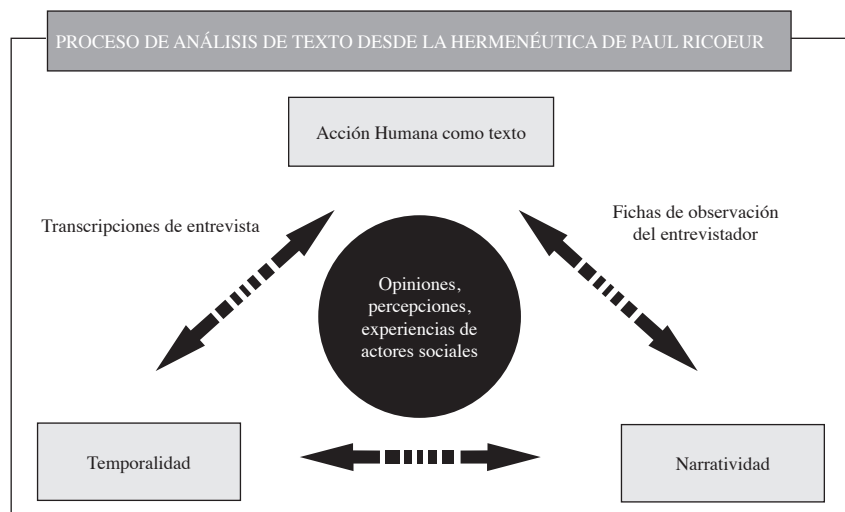 PROCESO DE ANÁLISIS DE TEXTO DESDE LA HERMENÉUTICA DE PAUL RICOEUR
Acción Humana como texto
Transcripciones de entrevista
Fichas de observación
del entrevistador
Opiniones,
percepciones,
experiencias de
actores sociales
Temporalidad
Narratividad